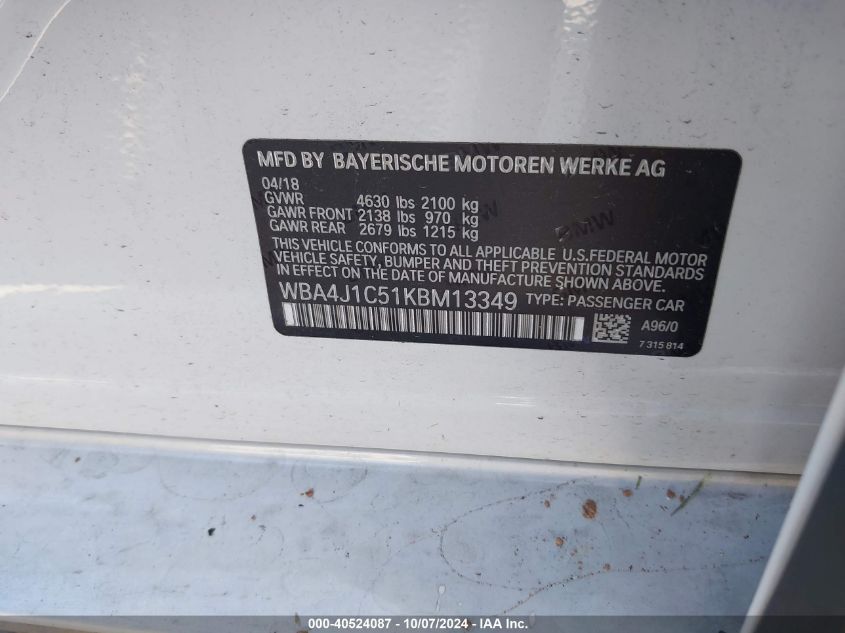 MFD BY BAYERISCHE MOTOREN WERKE AG
04/18
GVWR 4630 lbs 2100 kg
GAWR FRONT 2138 lbs 970 kg
GAWR REAR 2679 lbs 1215 kg
THIS VEHICLE CONFORMS TO ALL APPLICABLE U.S.FEDERAL MOTOR
VEHICLE SAFETY, BUMPER AND THEFT PREVENTION STANDARDS
IN EFFECT ON THE DATE OF MANUFACTURE SHOWN ABOVE.
WBA4J1C51KBM13349 TYPE: PASSENGER CAR
A96/0
7 315 814
000-40524087 - 10/07/2024 - IAA Inc.